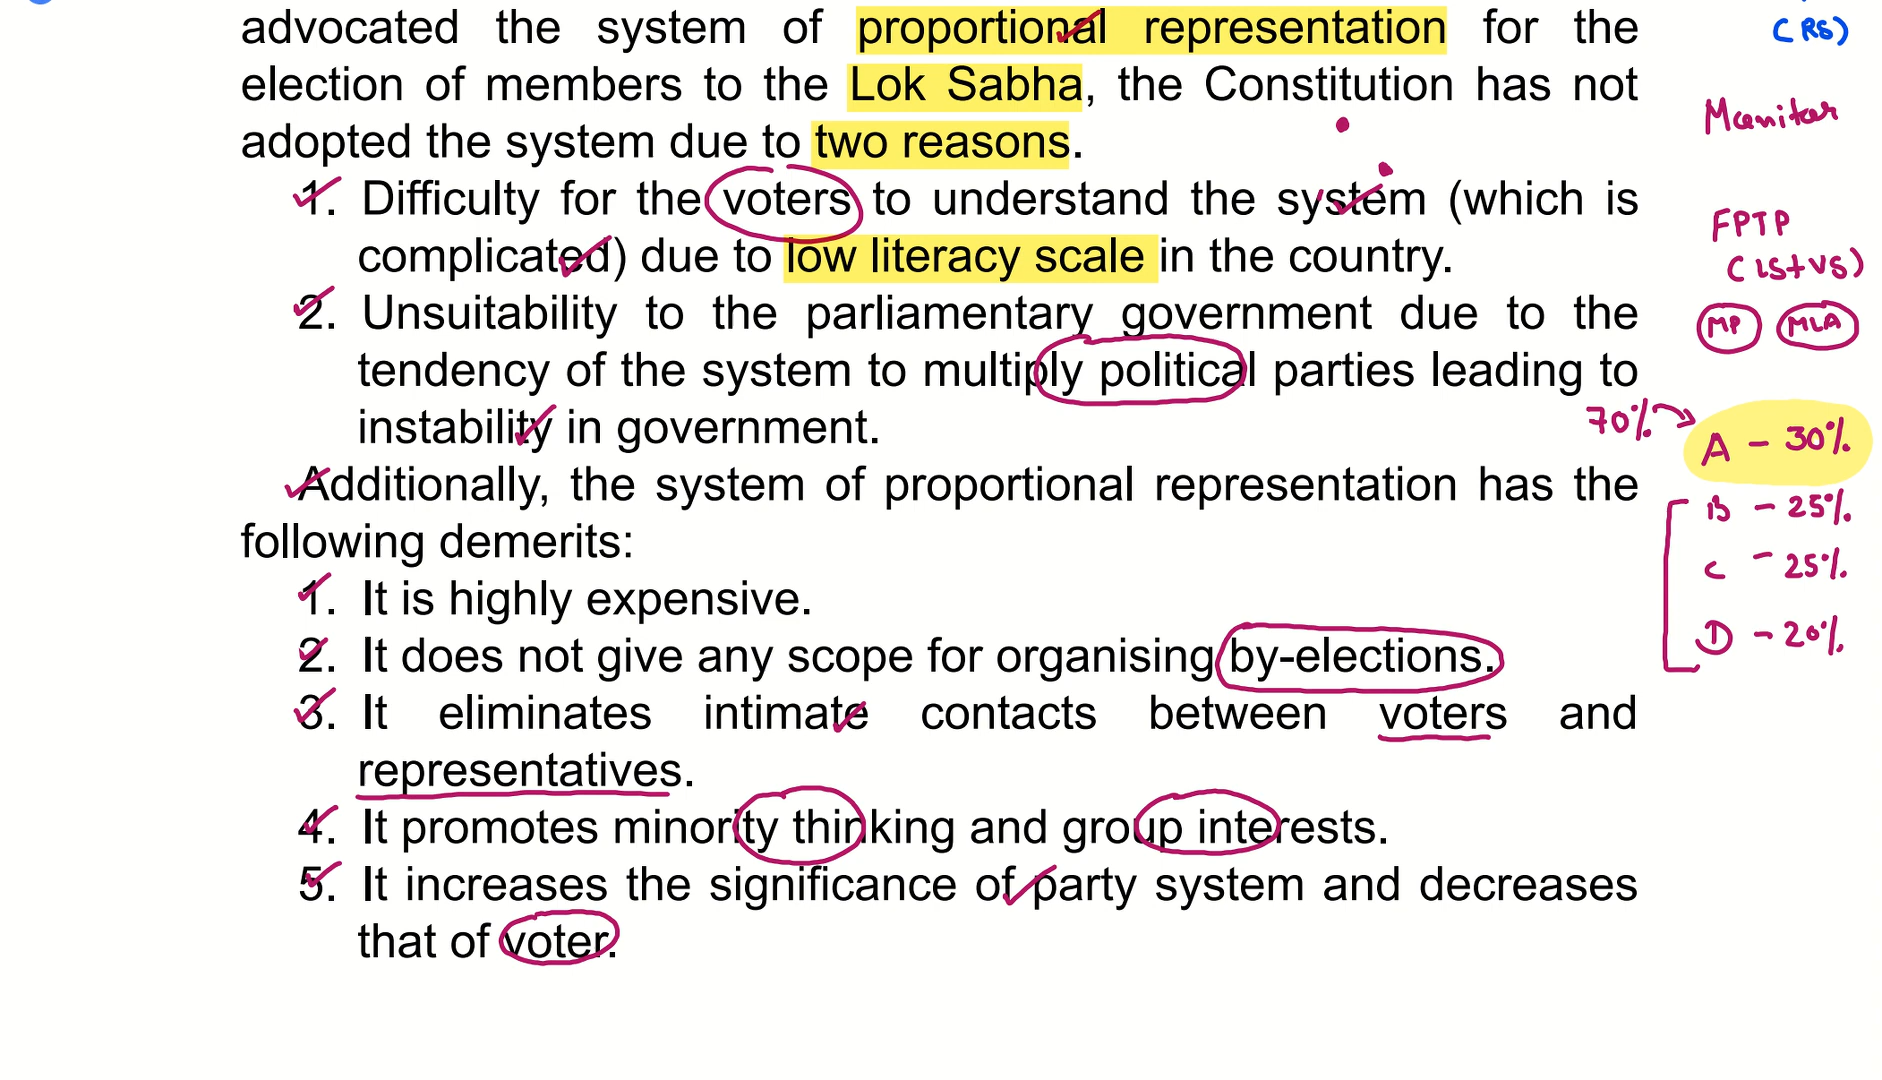 advocated the system of proportional representation for the
election of members to the Lok Sabha, the Constitution has not
adopted the system due to two reasons.
1. Difficulty for the voters to understand the system (which is
complicated) due to low literacy scale in the country.
2. Unsuitability to the parliamentary government due to the
tendency of the system to multiply political parties leading to
instability in government.
Additionally, the system of proportional representation has the
following demerits:
1. It is highly expensive.
2. It does not give any scope for organising by-elections.
3. It eliminates intimate contacts between voters and
representatives.
4. It promotes minority thinking and group interests.
5. It increases the significance of party system and decreases
that of voter.
(RS)
FPTP
(LS+VS)
MP MLA
70%
A - 30%
B - 25%
C - 25%
D - 20%